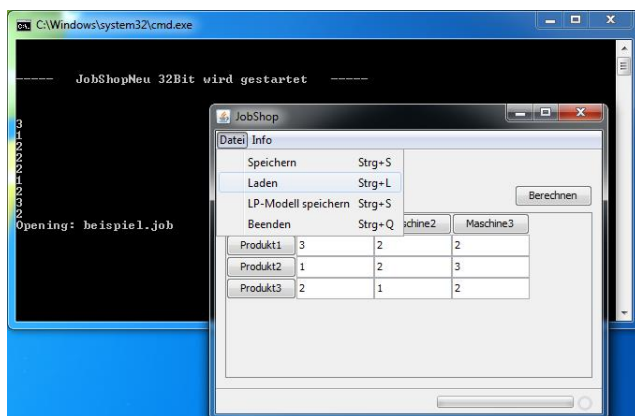 C:\Windows\system32\cmd.exe
----- JobShopNeu 32Bit wird gestartet -----
3
1
2
2
2
1
2
3
2
Opening: beispiel.job
JobShop
Datei Info
Speichern Strg+S
Laden Strg+L
LP-Modell speichern Strg+S
Beenden Strg+Q
Berechnen
schine2 Maschine3
Produkt1 3 2 2
Produkt2 1 2 3
Produkt3 2 1 2